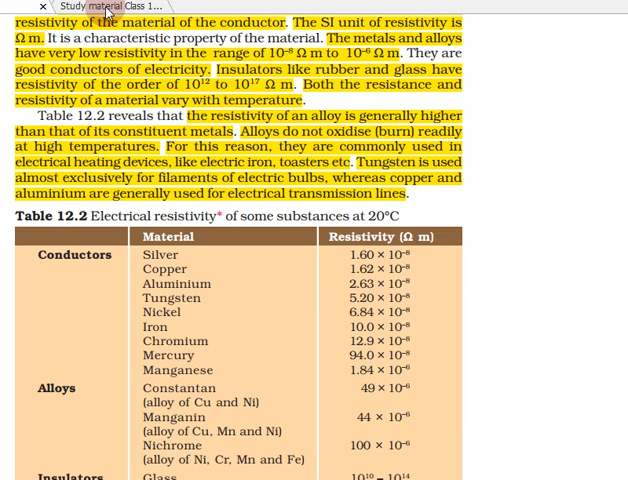 × Study material Class 1...
resistivity of the material of the conductor. The SI unit of resistivity is
Ω m. It is a characteristic property of the material. The metals and alloys
have very low resistivity in the range of 10⁻⁸ Ω m to 10⁻⁶ Ω m. They are
good conductors of electricity. Insulators like rubber and glass have
resistivity of the order of 10¹² to 10¹⁷ Ω m. Both the resistance and
resistivity of a material vary with temperature.
Table 12.2 reveals that the resistivity of an alloy is generally higher
than that of its constituent metals. Alloys do not oxidise (burn) readily
at high temperatures. For this reason, they are commonly used in
electrical heating devices, like electric iron, toasters etc. Tungsten is used
almost exclusively for filaments of electric bulbs, whereas copper and
aluminium are generally used for electrical transmission lines.
Table 12.2 Electrical resistivity* of some substances at 20°C
Material Resistivity (Ω m)
Conductors Silver 1.60 × 10⁻⁸
Copper 1.62 × 10⁻⁸
Aluminium 2.63 × 10⁻⁸
Tungsten 5.20 × 10⁻⁸
Nickel 6.84 × 10⁻⁸
Iron 10.0 × 10⁻⁸
Chromium 12.9 × 10⁻⁸
Mercury 94.0 × 10⁻⁸
Manganese 1.84 × 10⁻⁶
Alloys Constantan 49 × 10⁻⁶
(alloy of Cu and Ni)
Manganin 44 × 10⁻⁶
(alloy of Cu, Mn and Ni)
Nichrome 100 × 10⁻⁶
(alloy of Ni, Cr, Mn and Fe)
Insulators Glass 10¹⁰ – 10¹⁴